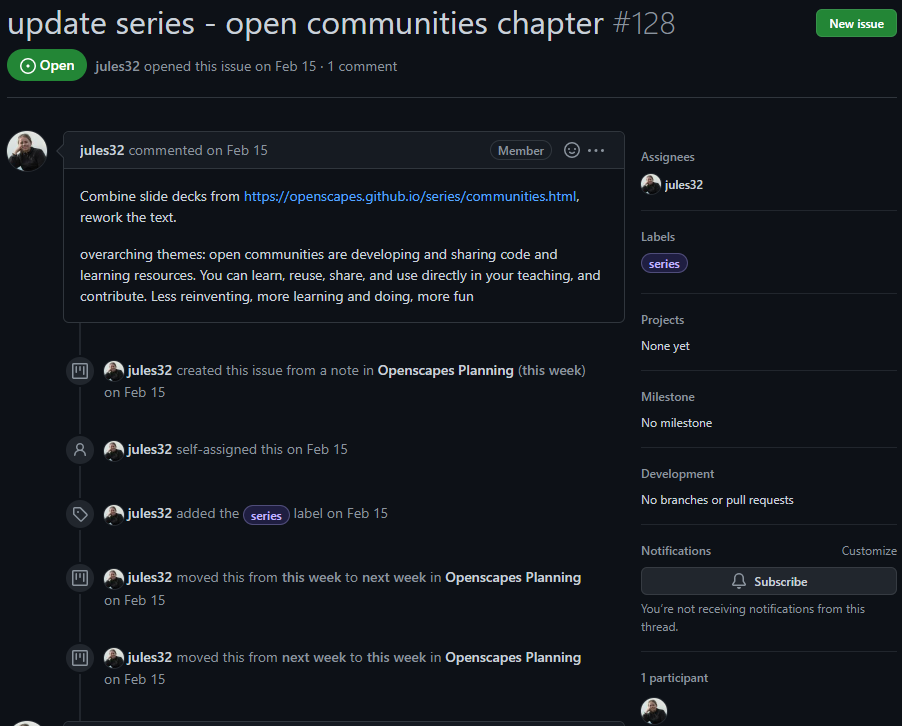 update series - open communities chapter #128
New issue
Open
jules32 opened this issue on Feb 15 · 1 comment
jules32 commented on Feb 15
Member
Combine slide decks from https://openscapes.github.io/series/communities.html,
rework the text.
overarching themes: open communities are developing and sharing code and
learning resources. You can learn, reuse, share, and use directly in your teaching, and
contribute. Less reinventing, more learning and doing, more fun
jules32 created this issue from a note in Openscapes Planning (this week)
on Feb 15
jules32 self-assigned this on Feb 15
jules32 added the series label on Feb 15
jules32 moved this from this week to next week in Openscapes Planning
on Feb 15
jules32 moved this from next week to this week in Openscapes Planning
on Feb 15
Assignees
jules32
Labels
series
Projects
None yet
Milestone
No milestone
Development
No branches or pull requests
Notifications
Customize
Subscribe
You're not receiving notifications from this
thread.
1 participant